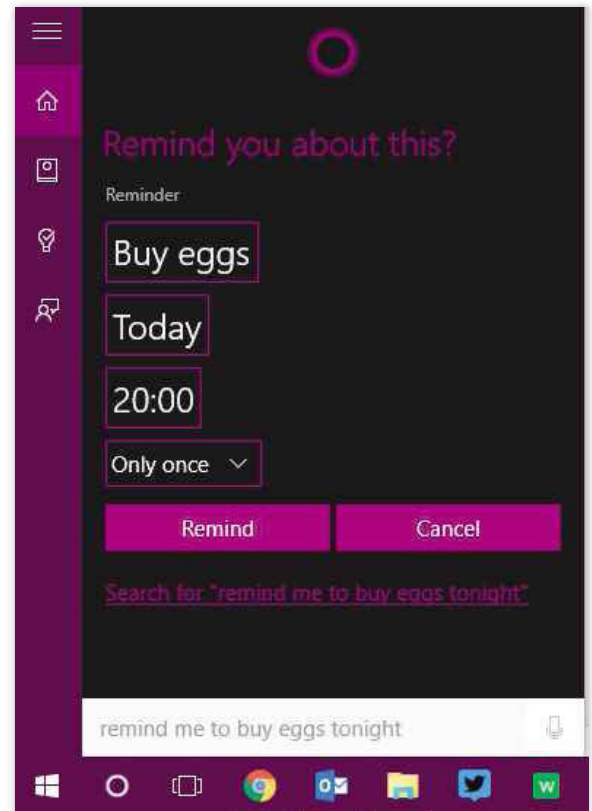 Remind you about this?
Reminder
Buy eggs
Today
20:00
Only once
Remind
Cancel
Search for "remind me to buy eggs tonight"
remind me to buy eggs tonight
W